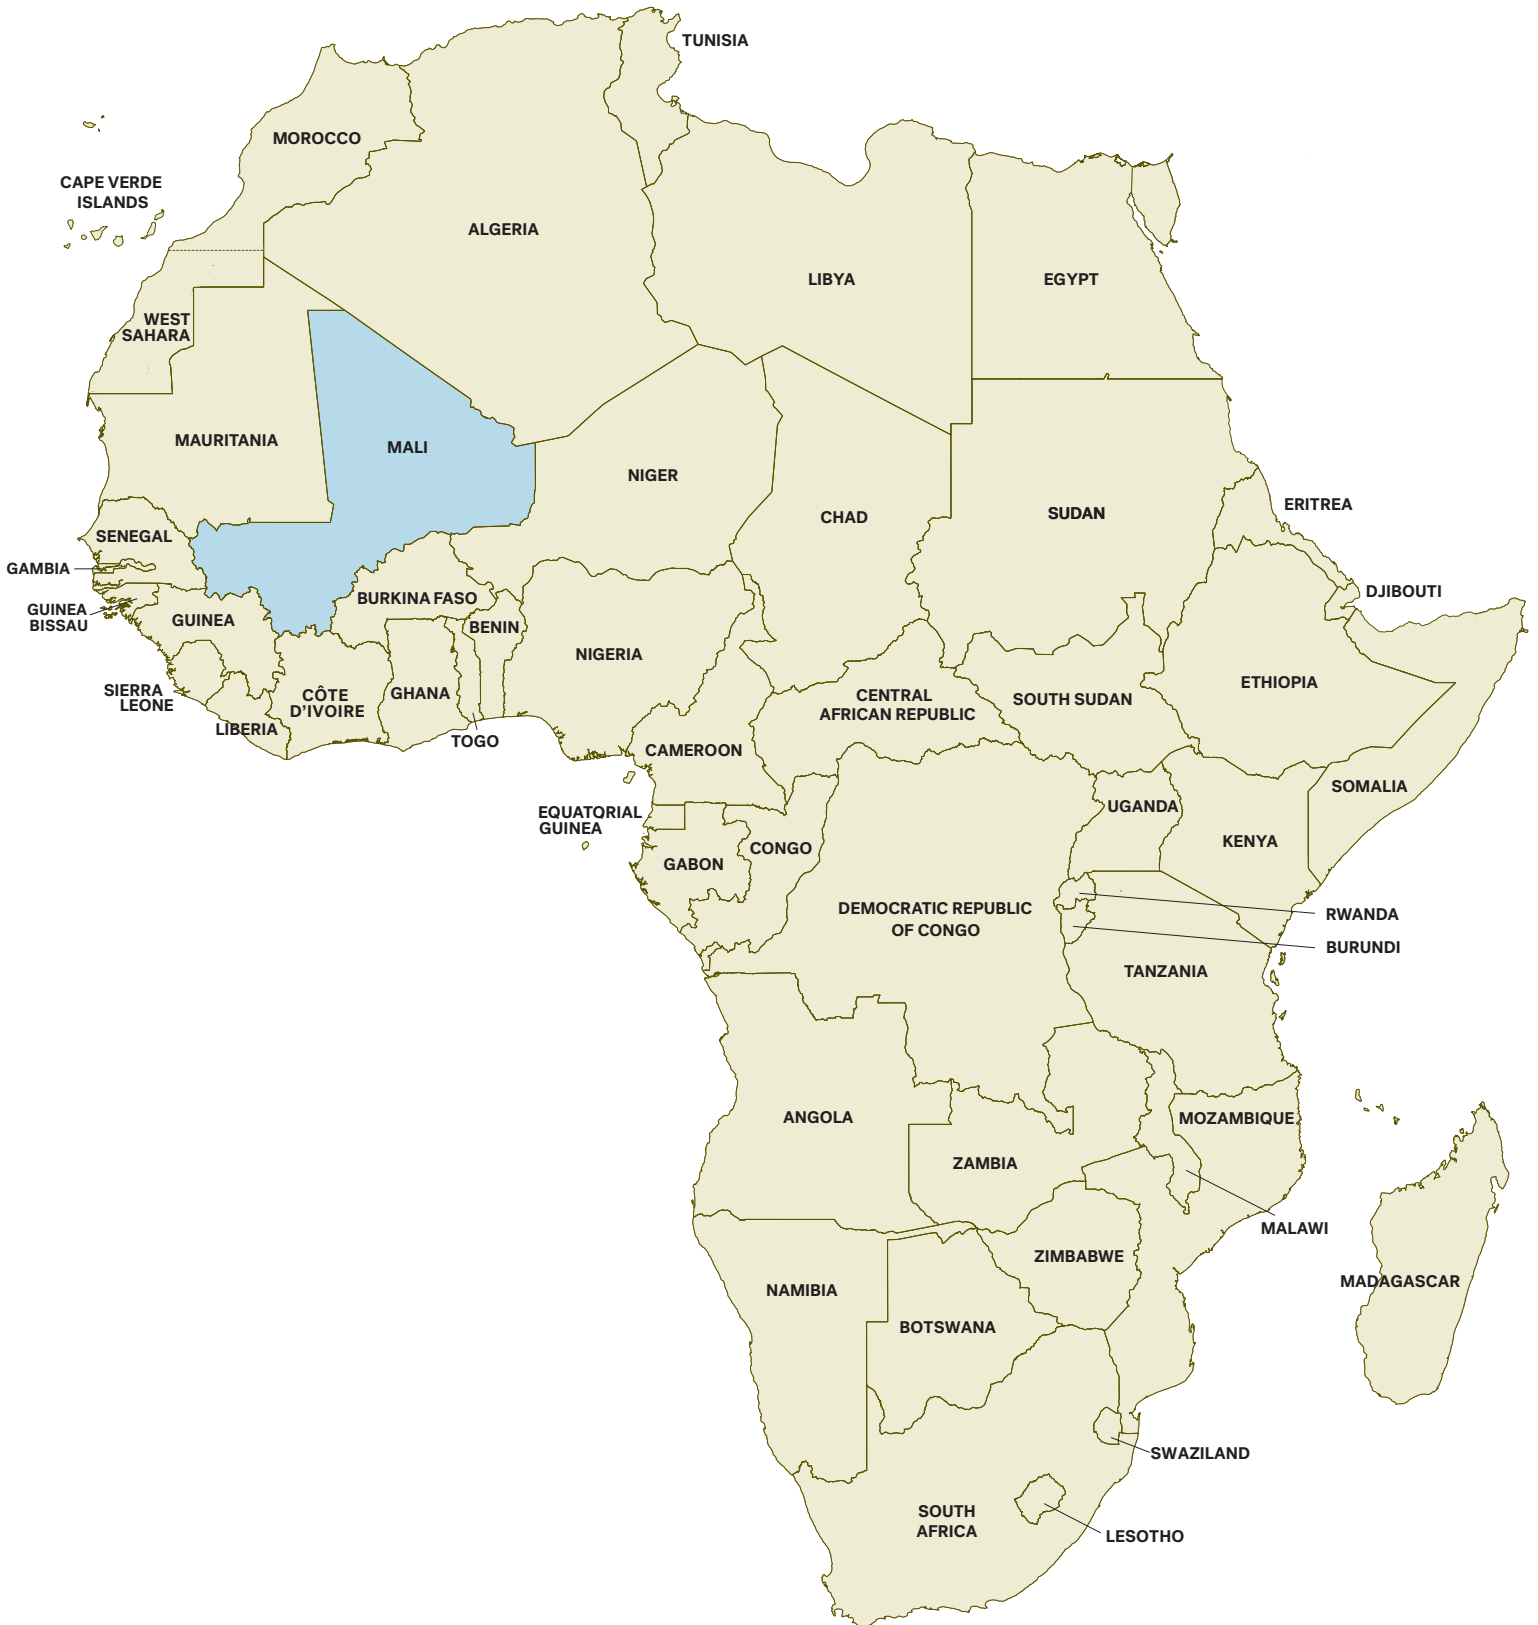 TUNISIA
MOROCCO
CAPE VERDE
ISLANDS
ALGERIA
LIBYA
EGYPT
WEST
SAHARA
MAURITANIA
MALI
NIGER
CHAD
SUDAN
ERITREA
SENEGAL
GAMBIA
DJIBOUTI
GUINEA
BISSAU
GUINEA
BURKINA FASO
BENIN
NIGERIA
SIERRA
LEONE
CÔTE
D'IVOIRE
GHANA
CENTRAL
AFRICAN REPUBLIC
SOUTH SUDAN
ETHIOPIA
LIBERIA
TOGO
CAMEROON
SOMALIA
EQUATORIAL
GUINEA
UGANDA
KENYA
GABON
CONGO
DEMOCRATIC REPUBLIC
OF CONGO
RWANDA
BURUNDI
TANZANIA
ANGOLA
MOZAMBIQUE
ZAMBIA
MALAWI
ZIMBABWE
MADAGASCAR
NAMIBIA
BOTSWANA
SWAZILAND
SOUTH
AFRICA
LESOTHO